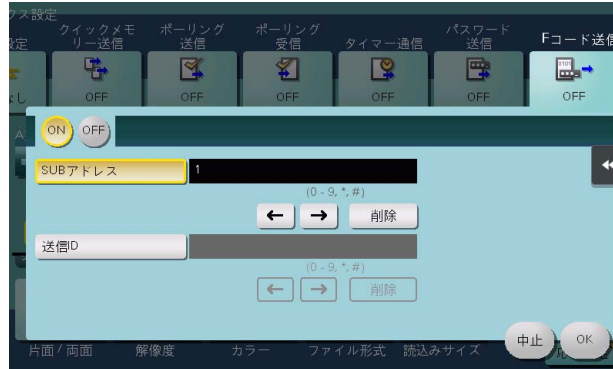 クス設定
設定
クイックメモ
リー送信
ポーリング
送信
ポーリング
受信
タイマー通信
パスワード
送信
Fコード送信
なし
OFF
OFF
OFF
OFF
OFF
OFF
ON
OFF
SUBアドレス
1
(0 - 9, *, #)
←
→
削除
送信ID
(0 - 9, *, #)
←
→
削除
中止
OK
片面 / 両面
解像度
カラー
ファイル形式
読込みサイズ